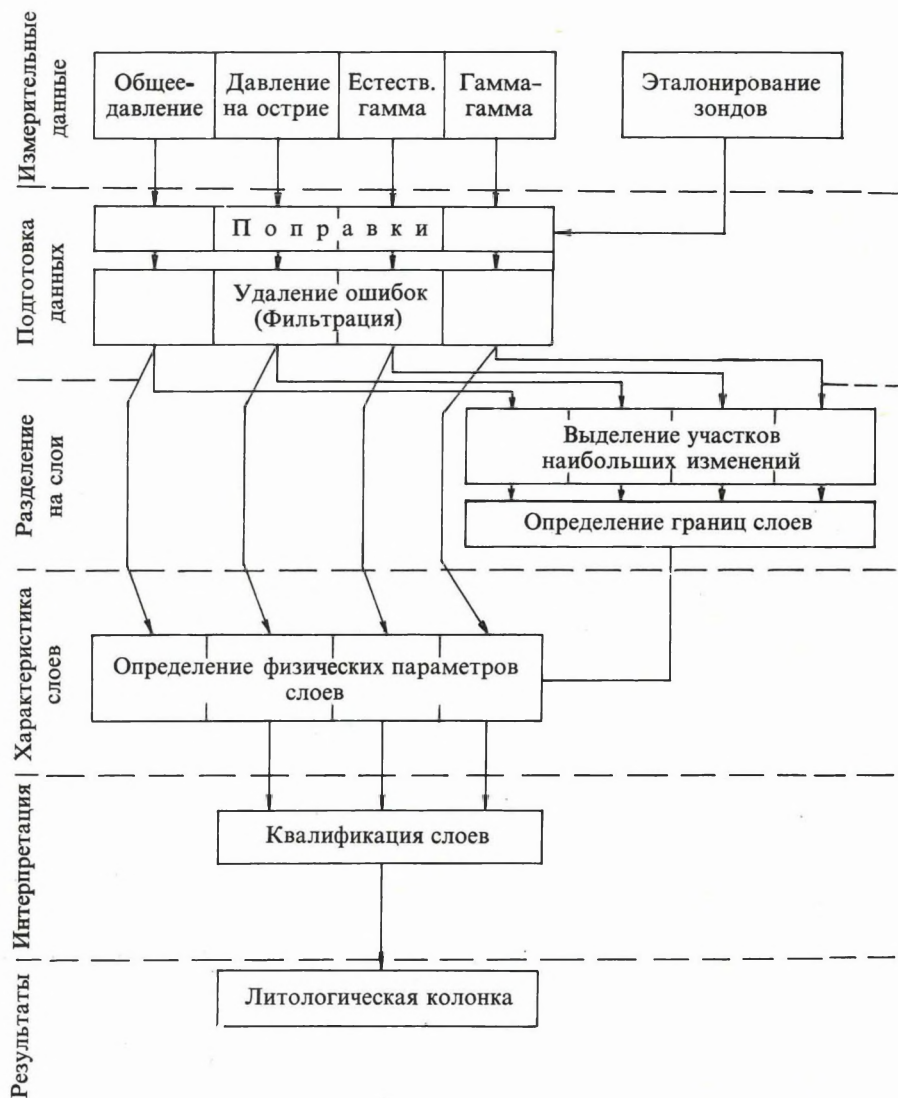 Измерительные
данные
Общее-
давление
Давление
на острие
Естеств.
гамма
Гамма-
гамма
Эталонирование
зондов
Подготовка
данных
Поправки
Удаление ошибок
(Фильтрация)
Разделение
на слои
Выделение участков
наибольших изменений
Определение границ слоев
Характеристика
слоев
Определение физических параметров
слоев
Интерпретация
Квалификация слоев
Результаты
Литологическая колонка